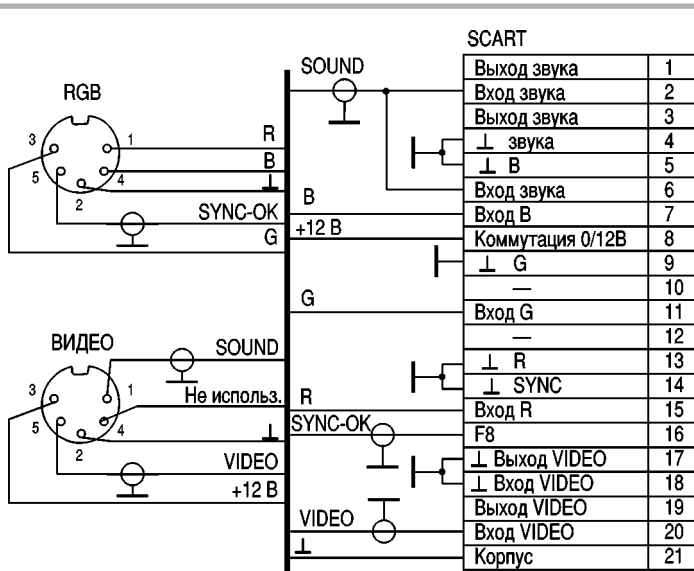 SCART
SOUND
Выход звука 1
Вход звука 2
Выход звука 3
⊥ звука 4
⊥ B 5
Вход звука 6
B
Вход B 7
+12 В
Коммутация 0/12В 8
⊥ G 9
— 10
G
Вход G 11
— 12
⊥ R 13
⊥ SYNC 14
R
Вход R 15
SYNC-OK
F8 16
⊥ Выход VIDEO 17
⊥ Вход VIDEO 18
Выход VIDEO 19
VIDEO
Вход VIDEO 20
⊥
Корпус 21
RGB
3 1
5 4
2
R
B
⊥
SYNC-OK
G
ВИДЕО
3 1
5 4
2
SOUND
Не использ.
⊥
VIDEO
+12 В